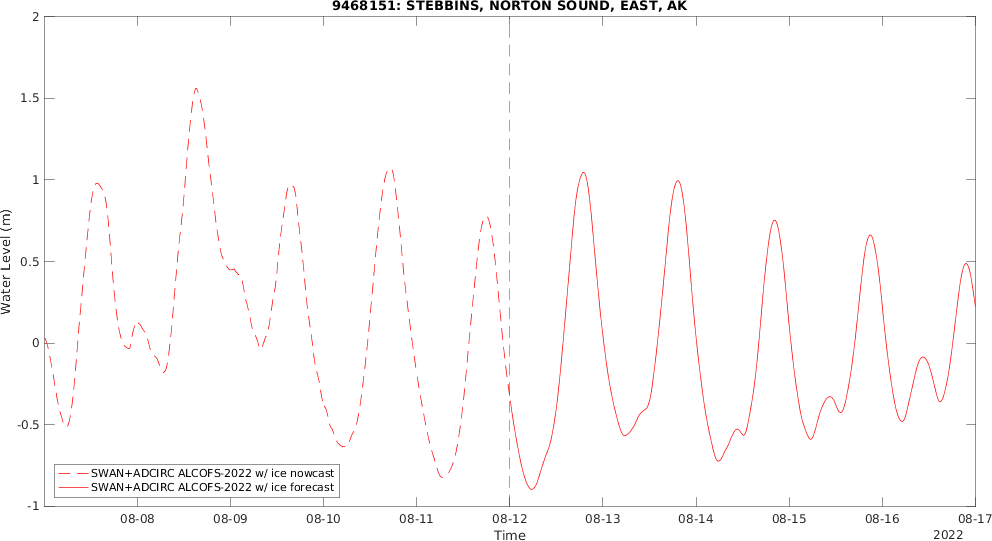 9468151: STEBBINS, NORTON SOUND, EAST, AK
2
1.5
1
0.5
0
-0.5
-1
Water Level (m)
SWAN+ADCIRC ALCOFS-2022 w/ ice nowcast
SWAN+ADCIRC ALCOFS-2022 w/ ice forecast
08-08 08-09 08-10 08-11 08-12 08-13 08-14 08-15 08-16 08-17
Time
2022